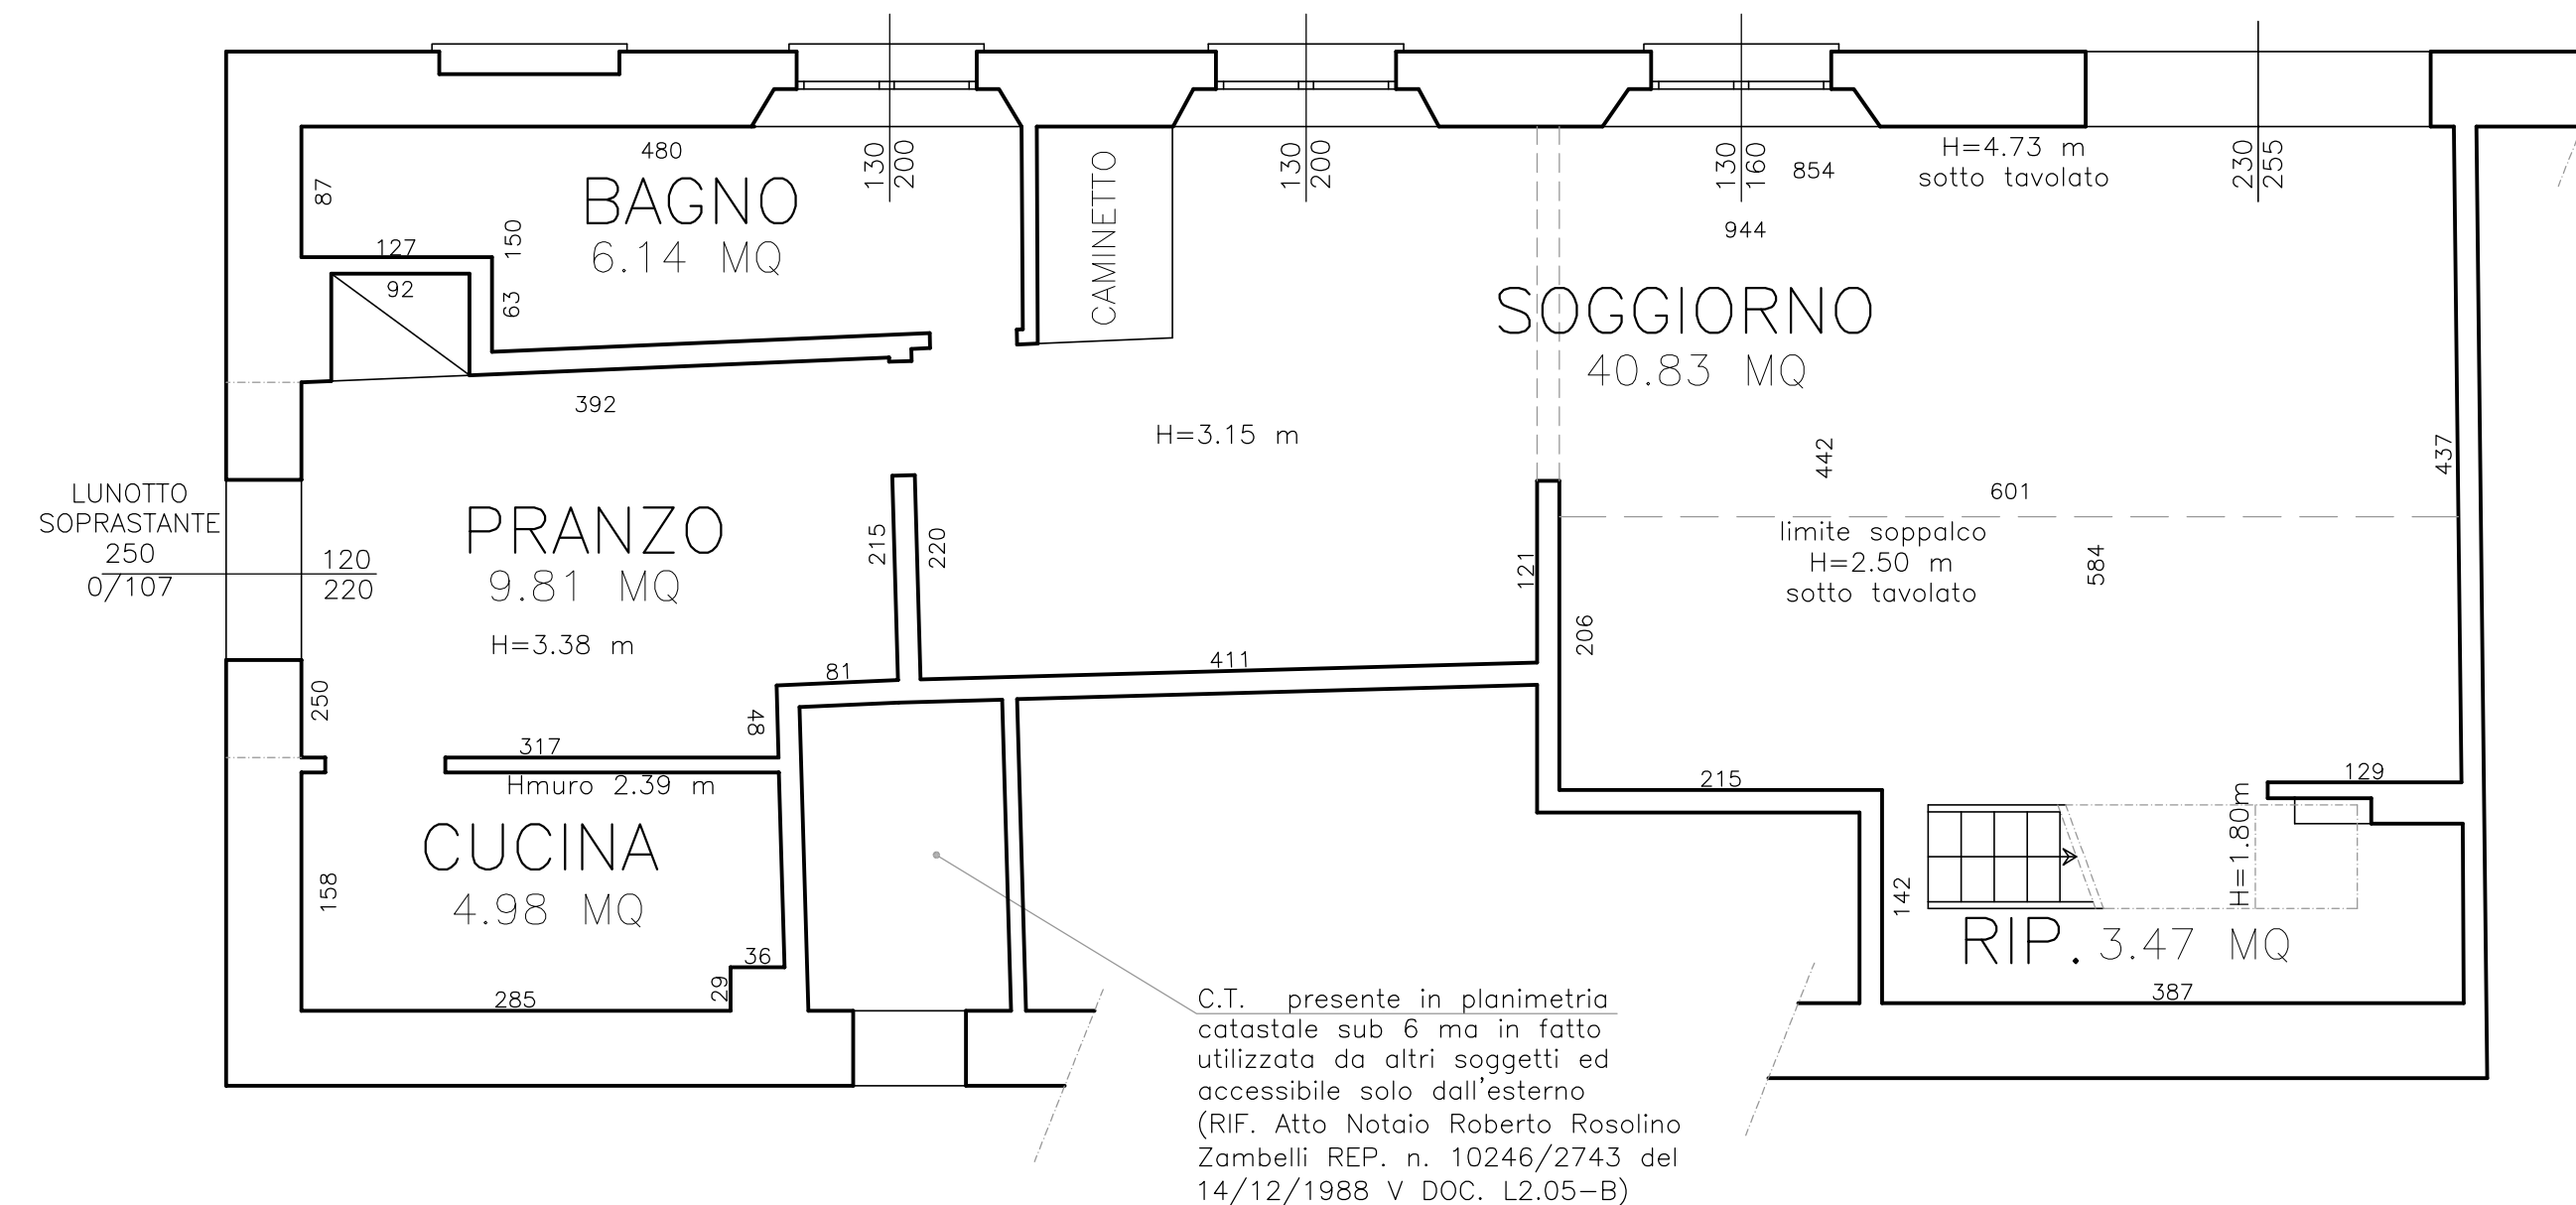 480
130
200
130
200
130
160
854
H=4.73 m
sotto tavolato
230
255
87
BAGNO
6.14 MQ
CAMINETTO
944
127
150
92
63
SOGGIORNO
40.83 MQ
392
H=3.15 m
442
437
601
LUNOTTO
SOPRASTANTE
250
0/107
120
220
PRANZO
9.81 MQ
H=3.38 m
215
220
121
limite soppalco
H=2.50 m
sotto tavolato
584
206
250
81
48
411
317
Hmuro 2.39 m
215
129
H=1.80m
CUCINA
4.98 MQ
158
142
36
29
285
RIP. 3.47 MQ
387
C.T. presente in planimetria
catastale sub 6 ma in fatto
utilizzata da altri soggetti ed
accessibile solo dall'esterno
(RIF. Atto Notaio Roberto Rosolino
Zambelli REP. n. 10246/2743 del
14/12/1988 V DOC. L2.05-B)